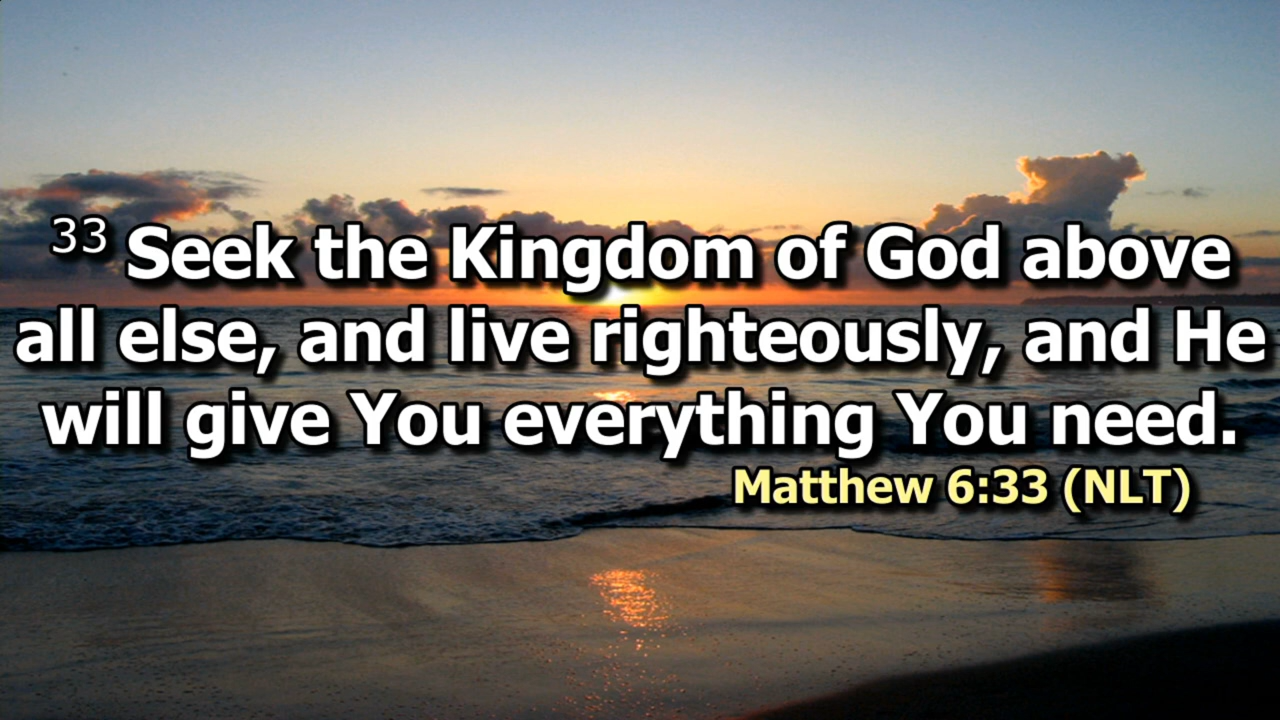 33 Seek the Kingdom of God above
all else, and live righteously, and He
will give You everything You need.
Matthew 6:33 (NLT)